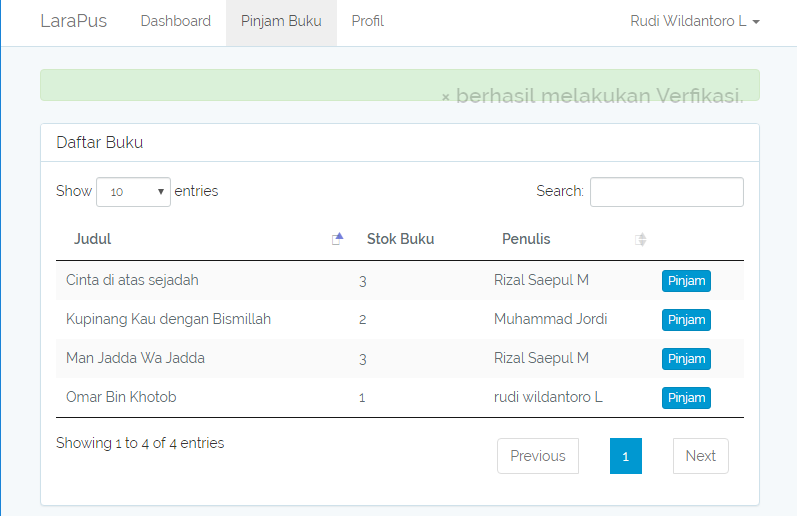 LaraPus Dashboard Pinjam Buku Profil Rudi Wildantoro L
× berhasil melakukan Verfikasi.
Daftar Buku
Show 10 entries Search:
Judul Stok Buku Penulis
Cinta di atas sejadah 3 Rizal Saepul M Pinjam
Kupinang Kau dengan Bismillah 2 Muhammad Jordi Pinjam
Man Jadda Wa Jadda 3 Rizal Saepul M Pinjam
Omar Bin Khotob 1 rudi wildantoro L Pinjam
Showing 1 to 4 of 4 entries Previous 1 Next